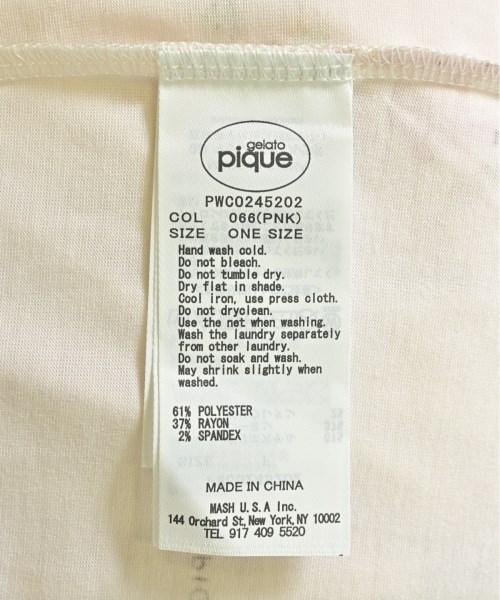 gelato
pique
PWCO245202
COL 066(PNK)
SIZE ONE SIZE
Hand wash cold.
Do not bleach.
Do not tumble dry.
Dry flat in shade.
Cool iron, use press cloth.
Do not dryclean.
Use the net when washing.
Wash the laundry separately
from other laundry.
Do not soak and wash.
May shrink slightly when
washed.
61% POLYESTER
37% RAYON
2% SPANDEX
MADE IN CHINA
MASH U.S.A Inc.
144 Orchard St, New York, NY 10002
TEL 917 409 5520